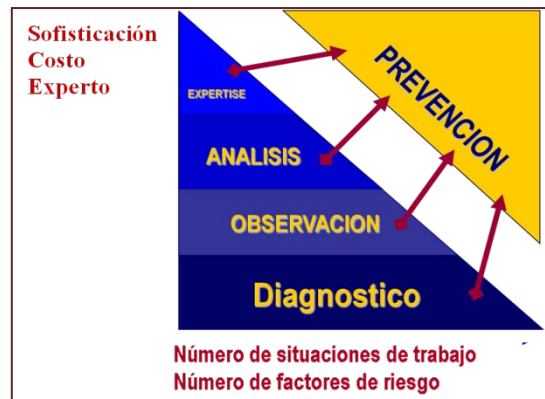 Sofisticación
Costo
Experto
EXPERTISE
PREVENCION
ANALISIS
OBSERVACION
Diagnostico
Número de situaciones de trabajo
Número de factores de riesgo